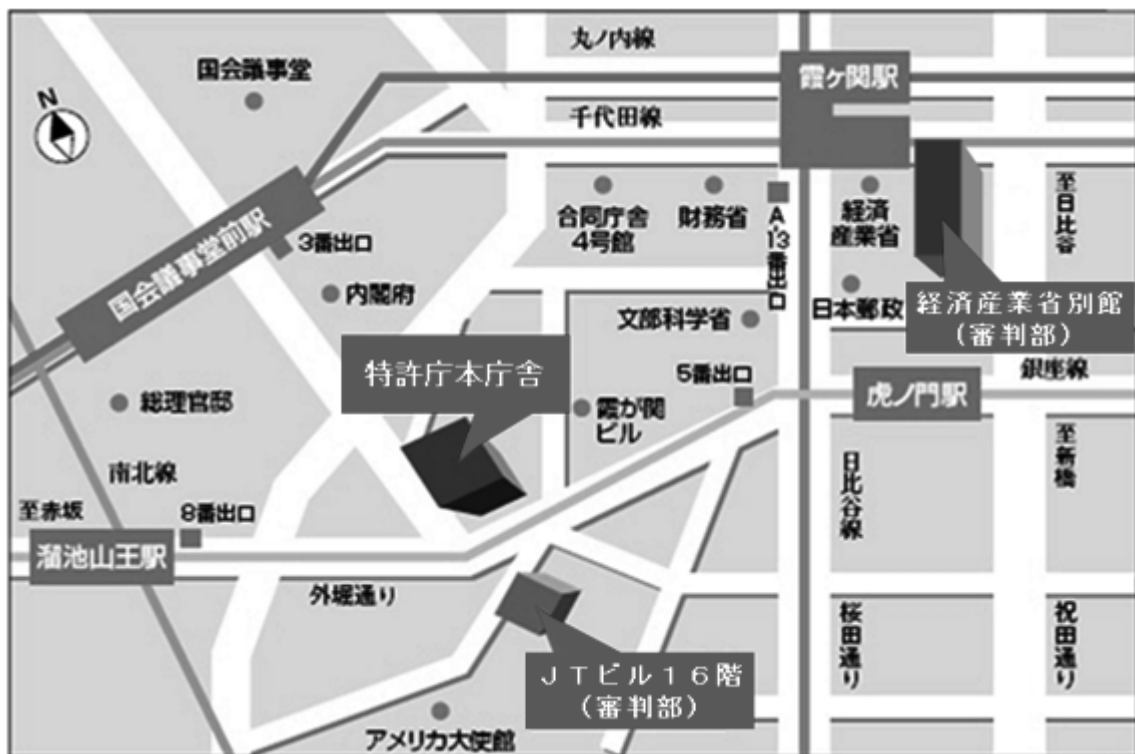 丸ノ内線
国会議事堂
霞ヶ関駅
N
千代田線
至日比谷
合同庁舎
4号館
財務省
A-13番出口
経済
産業省
国会議事堂前駅
3番出口
内閣府
日本郵政
経済産業省別館
(審判部)
文部科学省
特許庁本庁舎
5番出口
銀座線
虎ノ門駅
総理官邸
霞が関
ビル
至新橋
日比谷線
南北線
至赤坂
8番出口
溜池山王駅
外堀通り
桜田通り
祝田通り
JTビル16階
(審判部)
アメリカ大使館